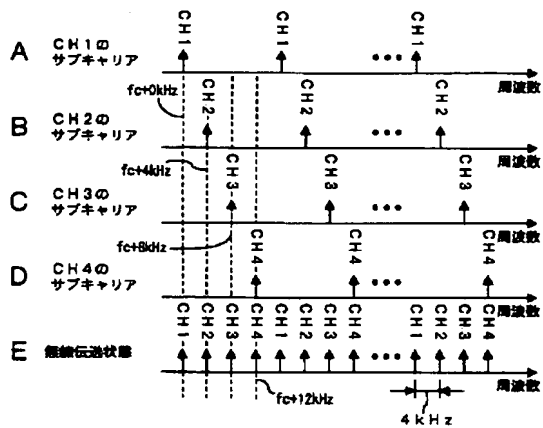 CH1 CH1 CH1
A CH1の
サブキャリア
周波数
fc+0kHz
CH2 CH2 CH2
B CH2の
サブキャリア
周波数
fc+4kHz
CH3 CH3 CH3
C CH3の
サブキャリア
周波数
fc+8kHz
CH4 CH4 CH4
D CH4の
サブキャリア
周波数
CH1 CH2 CH3 CH4 CH1 CH2 CH3 CH4 CH1 CH2 CH3 CH4
E 無線伝送状態
周波数
fc+12kHz
4kHz